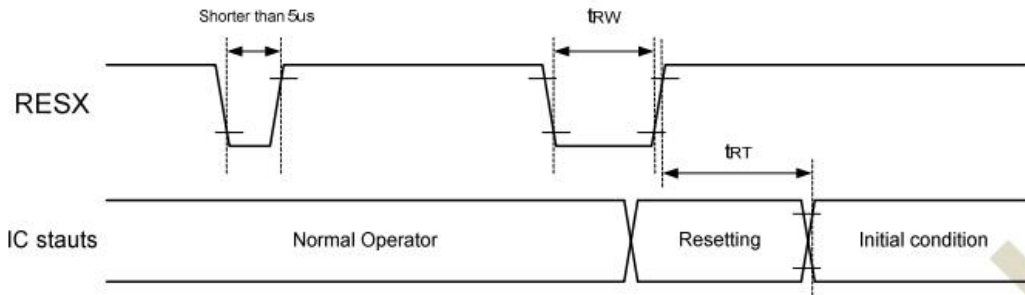 Shorter than 5us
tRW
RESX
tRT
IC stauts
Normal Operator
Resetting
Initial condition